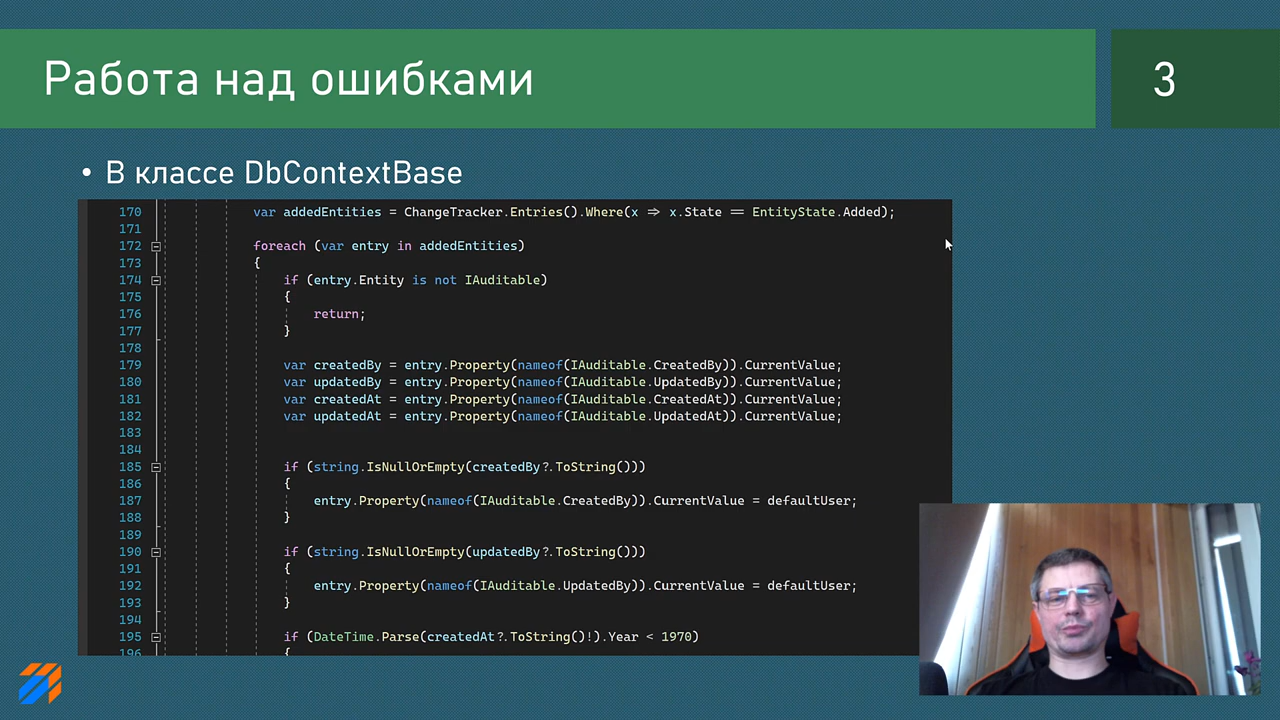 Работа над ошибками
3
• В классе DbContextBase
170 var addedEntities = ChangeTracker.Entries().Where(x => x.State == EntityState.Added);
171
172 foreach (var entry in addedEntities)
173 {
174 if (entry.Entity is not IAuditable)
175 {
176 return;
177 }
178
179 var createdBy = entry.Property(nameof(IAuditable.CreatedBy)).CurrentValue;
180 var updatedBy = entry.Property(nameof(IAuditable.UpdatedBy)).CurrentValue;
181 var createdAt = entry.Property(nameof(IAuditable.CreatedAt)).CurrentValue;
182 var updatedAt = entry.Property(nameof(IAuditable.UpdatedAt)).CurrentValue;
183
184
185 if (string.IsNullOrEmpty(createdBy?.ToString()))
186 {
187 entry.Property(nameof(IAuditable.CreatedBy)).CurrentValue = defaultUser;
188 }
189
190 if (string.IsNullOrEmpty(updatedBy?.ToString()))
191 {
192 entry.Property(nameof(IAuditable.UpdatedBy)).CurrentValue = defaultUser;
193 }
194
195 if (DateTime.Parse(createdAt?.ToString()!).Year < 1970)
196 {